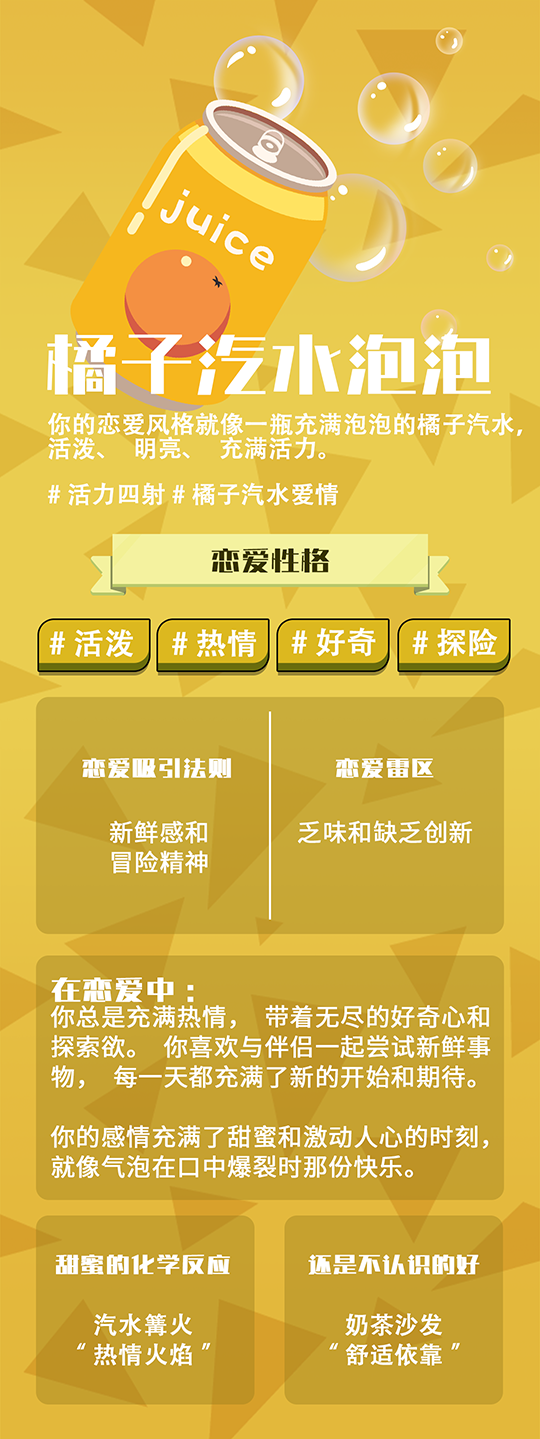 juice
橘子汽水泡泡
你的恋爱风格就像一瓶充满泡泡的橘子汽水,
活泼、 明亮、 充满活力。
# 活力四射 # 橘子汽水爱情
恋爱性格
# 活泼
# 热情
# 好奇
# 探险
恋爱吸引法则
新鲜感和
冒险精神
恋爱雷区
乏味和缺乏创新
在恋爱中：
你总是充满热情， 带着无尽的好奇心和
探索欲。 你喜欢与伴侣一起尝试新鲜事
物， 每一天都充满了新的开始和期待。
你的感情充满了甜蜜和激动人心的时刻，
就像气泡在口中爆裂时那份快乐。
甜蜜的化学反应
汽水篝火
“ 热情火焰 ”
还是不认识的好
奶茶沙发
“ 舒适依靠 ”